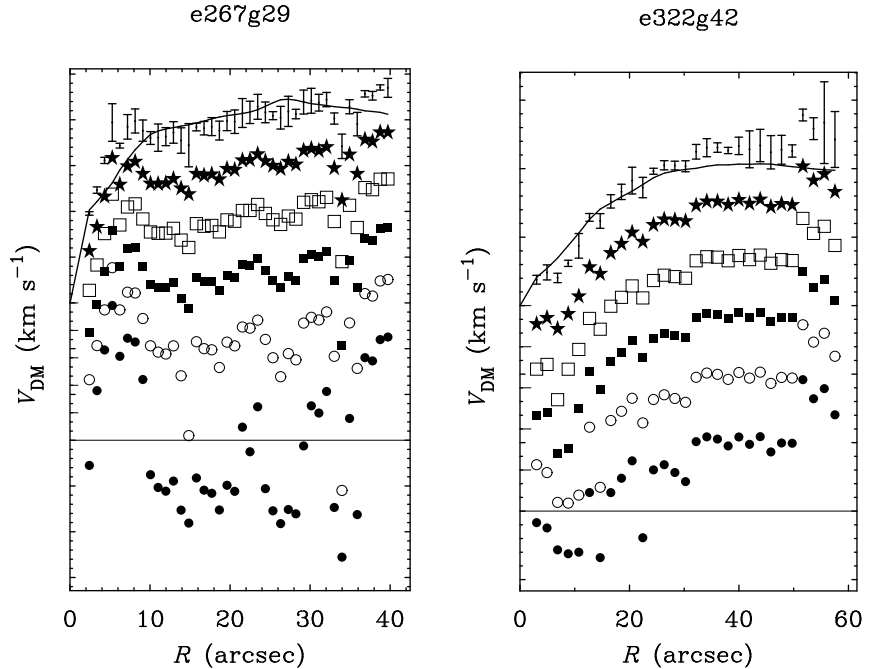 e267g29
e322g42
V_DM (km s⁻¹)
0 10 20 30 40
R (arcsec)
V_DM (km s⁻¹)
0 20 40 60
R (arcsec)